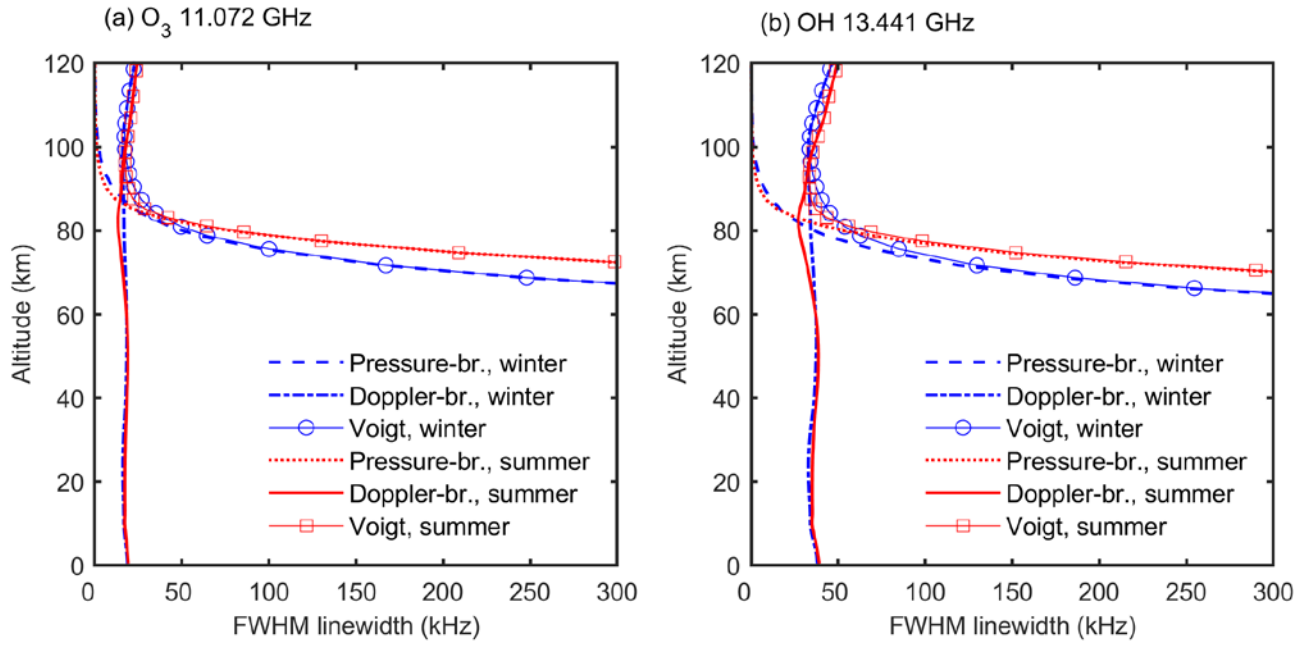 (a) O3 11.072 GHz
120
100
80
60
40
20
0
Altitude (km)
Pressure-br., winter
Doppler-br., winter
Voigt, winter
Pressure-br., summer
Doppler-br., summer
Voigt, summer
0 50 100 150 200 250 300
FWHM linewidth (kHz)
(b) OH 13.441 GHz
120
100
80
60
40
20
0
Altitude (km)
Pressure-br., winter
Doppler-br., winter
Voigt, winter
Pressure-br., summer
Doppler-br., summer
Voigt, summer
0 50 100 150 200 250 300
FWHM linewidth (kHz)